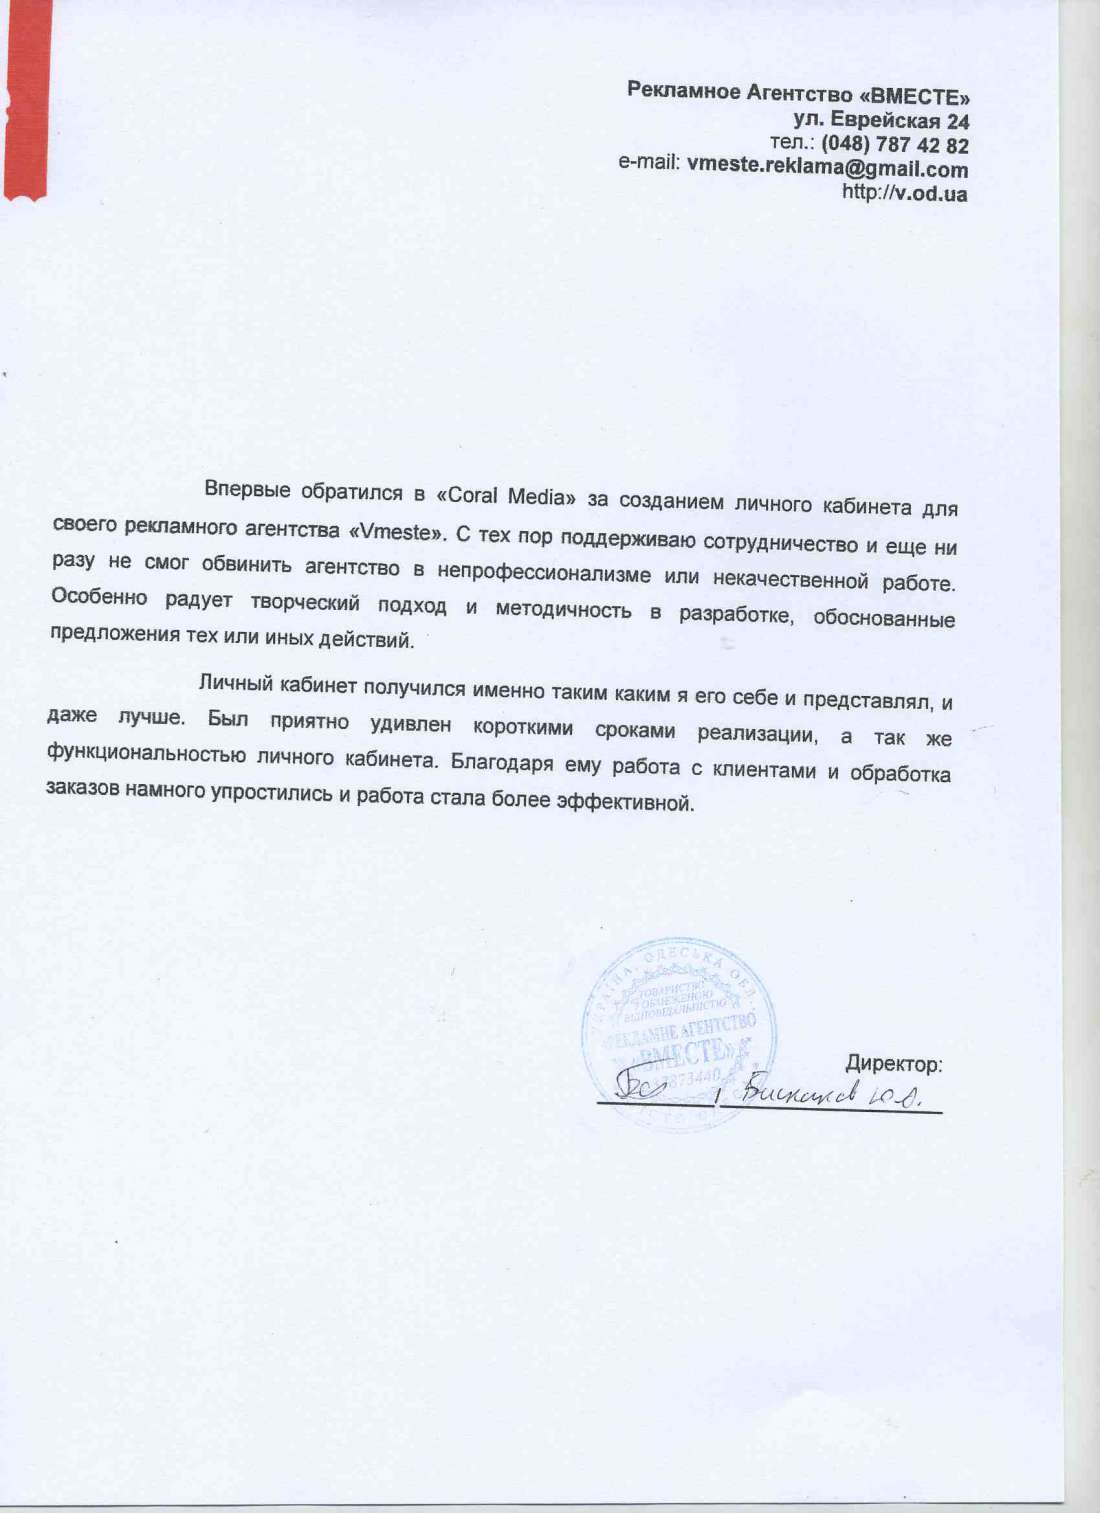 Рекламное Агентство «ВМЕСТЕ»
ул. Еврейская 24
тел.: (048) 787 42 82
e-mail: vmeste.reklama@gmail.com
http://v.od.ua
Впервые обратился в «Coral Media» за созданием личного кабинета для
своего рекламного агентства «Vmeste». С тех пор поддерживаю сотрудничество и еще ни
разу не смог обвинить агентство в непрофессионализме или некачественной работе.
Особенно радует творческий подход и методичность в разработке, обоснованные
предложения тех или иных действий.
Личный кабинет получился именно таким каким я его себе и представлял, и
даже лучше. Был приятно удивлен короткими сроками реализации, а так же
функциональностью личного кабинета. Благодаря ему работа с клиентами и обработка
заказов намного упростились и работа стала более эффективной.
УКРАЇНА, ОДЕСЬКА ОБЛ.,
ТОВАРИСТВО
З ОБМЕЖЕНОЮ
ВІДПОВІДАЛЬНІСТЮ
«РЕКЛАМНЕ АГЕНТСТВО
«ВМЕСТЕ»
Директор:
Ю.